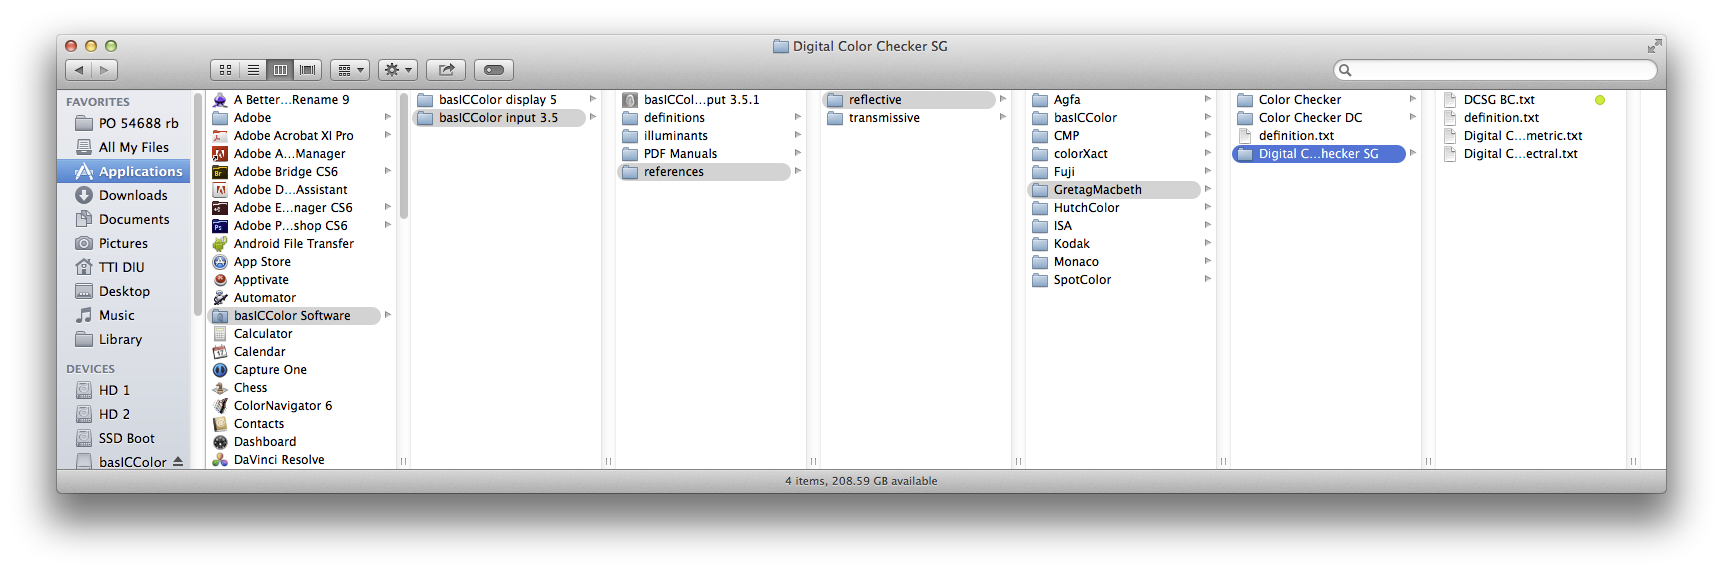 Digital Color Checker SG
FAVORITES
PO 54688 rb
All My Files
Applications
Downloads
Documents
Pictures
TTI DIU
Desktop
Music
Library
DEVICES
HD 1
HD 2
SSD Boot
basICColor
A Better...Rename 9
Adobe
Adobe Acrobat XI Pro
Adobe A...Manager
Adobe Bridge CS6
Adobe D...Assistant
Adobe E...nager CS6
Adobe P...shop CS6
Android File Transfer
App Store
Apptivate
Automator
basICColor Software
Calculator
Calendar
Capture One
Chess
ColorNavigator 6
Contacts
Dashboard
DaVinci Resolve
basICColor display 5
basICColor input 3.5
basICCol...put 3.5.1
definitions
illuminants
PDF Manuals
references
reflective
transmissive
Agfa
basICColor
CMP
colorXact
Fuji
GretagMacbeth
HutchColor
ISA
Kodak
Monaco
SpotColor
Color Checker
Color Checker DC
definition.txt
Digital C...hecker SG
DCSG BC.txt
definition.txt
Digital C...metric.txt
Digital C...ectral.txt
4 items, 208.59 GB available